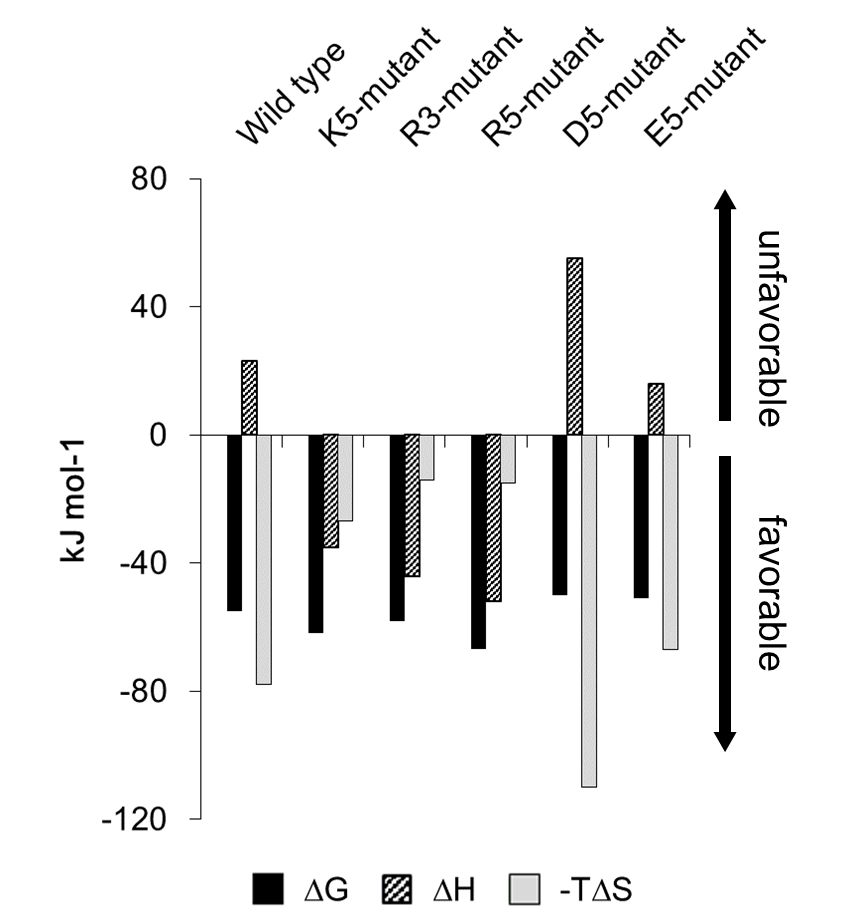 Wild type
K5-mutant
R3-mutant
R5-mutant
D5-mutant
E5-mutant
80
40
0
-40
-80
-120
kJ mol-1
unfavorable
favorable
ΔG ΔH -TΔS